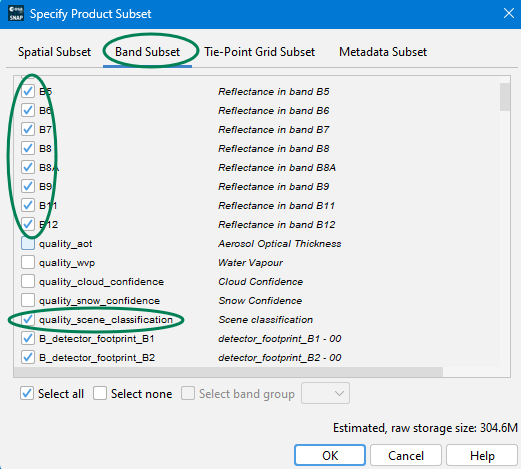 esa
SNAP
Specify Product Subset
Spatial Subset Band Subset Tie-Point Grid Subset Metadata Subset
B5 Reflectance in band B5
B6 Reflectance in band B6
B7 Reflectance in band B7
B8 Reflectance in band B8
B8A Reflectance in band B8A
B9 Reflectance in band B9
B11 Reflectance in band B11
B12 Reflectance in band B12
quality_aot Aerosol Optical Thickness
quality_wvp Water Vapour
quality_cloud_confidence Cloud Confidence
quality_snow_confidence Snow Confidence
quality_scene_classification Scene classification
B_detector_footprint_B1 detector_footprint_B1 - 00
B_detector_footprint_B2 detector_footprint_B2 - 00
Select all Select none Select band group
Estimated, raw storage size: 304.6M
OK Cancel Help